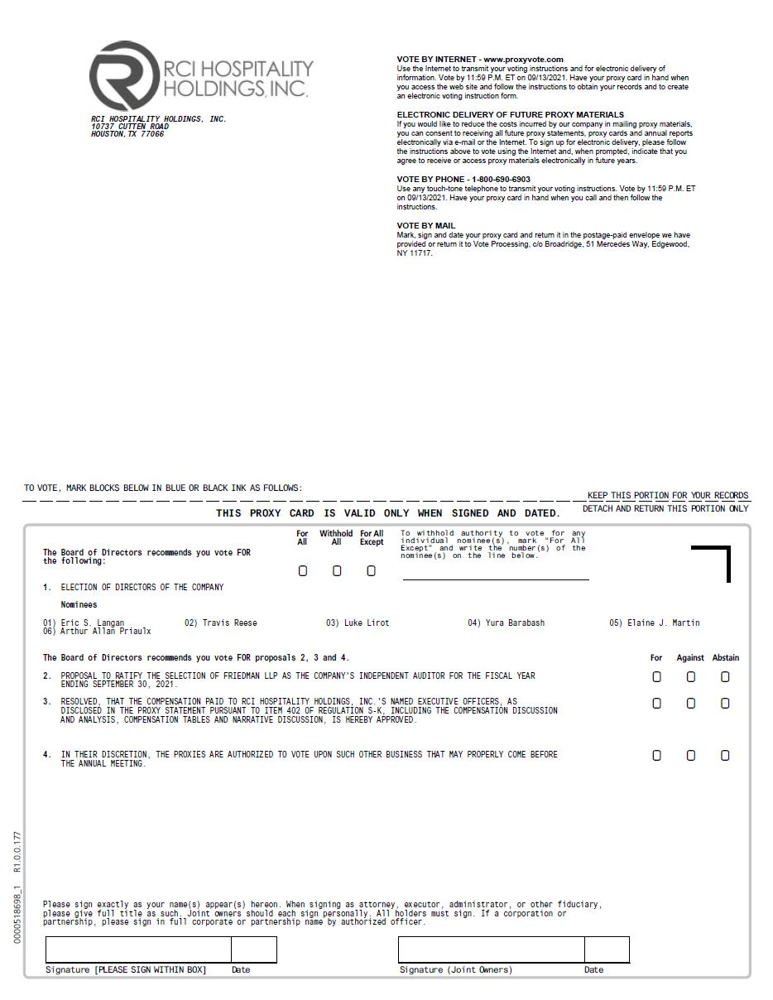 RCI HOSPITALITY
HOLDINGS, INC.
RCI HOSPITALITY HOLDINGS, INC.
10737 CUTTEN ROAD
HOUSTON, TX 77066
VOTE BY INTERNET - www.proxyvote.com
Use the Internet to transmit your voting instructions and for electronic delivery of
information. Vote by 11:59 P.M. ET on 09/13/2021. Have your proxy card in hand when
you access the web site and follow the instructions to obtain your records and to create
an electronic voting instruction form.
ELECTRONIC DELIVERY OF FUTURE PROXY MATERIALS
If you would like to reduce the costs incurred by our company in mailing proxy materials,
you can consent to receiving all future proxy statements, proxy cards and annual reports
electronically via e-mail or the Internet. To sign up for electronic delivery, please follow
the instructions above to vote using the Internet and, when prompted, indicate that you
agree to receive or access proxy materials electronically in future years.
VOTE BY PHONE - 1-800-690-6903
Use any touch-tone telephone to transmit your voting instructions. Vote by 11:59 P.M. ET
on 09/13/2021. Have your proxy card in hand when you call and then follow the
instructions.
VOTE BY MAIL
Mark, sign and date your proxy card and return it in the postage-paid envelope we have
provided or return it to Vote Processing, c/o Broadridge, 51 Mercedes Way, Edgewood,
NY 11717.
TO VOTE, MARK BLOCKS BELOW IN BLUE OR BLACK INK AS FOLLOWS:
KEEP THIS PORTION FOR YOUR RECORDS
DETACH AND RETURN THIS PORTION ONLY
THIS PROXY CARD IS VALID ONLY WHEN SIGNED AND DATED.
The Board of Directors recommends you vote FOR
the following:
For All
Withhold All
For All Except
To withhold authority to vote for any
individual nominee(s), mark "For All
Except" and write the number(s) of the
nominee(s) on the line below.
1. ELECTION OF DIRECTORS OF THE COMPANY
Nominees
01) Eric S. Langan 02) Travis Reese 03) Luke Lirot 04) Yura Barabash 05) Elaine J. Martin
06) Arthur Allan Priaulx
The Board of Directors recommends you vote FOR proposals 2, 3 and 4. For Against Abstain
2. PROPOSAL TO RATIFY THE SELECTION OF FRIEDMAN LLP AS THE COMPANY'S INDEPENDENT AUDITOR FOR THE FISCAL YEAR
ENDING SEPTEMBER 30, 2021.
3. RESOLVED, THAT THE COMPENSATION PAID TO RCI HOSPITALITY HOLDINGS, INC.'S NAMED EXECUTIVE OFFICERS, AS
DISCLOSED IN THE PROXY STATEMENT PURSUANT TO ITEM 402 OF REGULATION S-K, INCLUDING THE COMPENSATION DISCUSSION
AND ANALYSIS, COMPENSATION TABLES AND NARRATIVE DISCUSSION, IS HEREBY APPROVED.
4. IN THEIR DISCRETION, THE PROXIES ARE AUTHORIZED TO VOTE UPON SUCH OTHER BUSINESS THAT MAY PROPERLY COME BEFORE
THE ANNUAL MEETING.
Please sign exactly as your name(s) appear(s) hereon. When signing as attorney, executor, administrator, or other fiduciary,
please give full title as such. Joint owners should each sign personally. All holders must sign. If a corporation or
partnership, please sign in full corporate or partnership name by authorized officer.
Signature [PLEASE SIGN WITHIN BOX] Date Signature (Joint Owners) Date
0000518698_1 R1.0.0.177